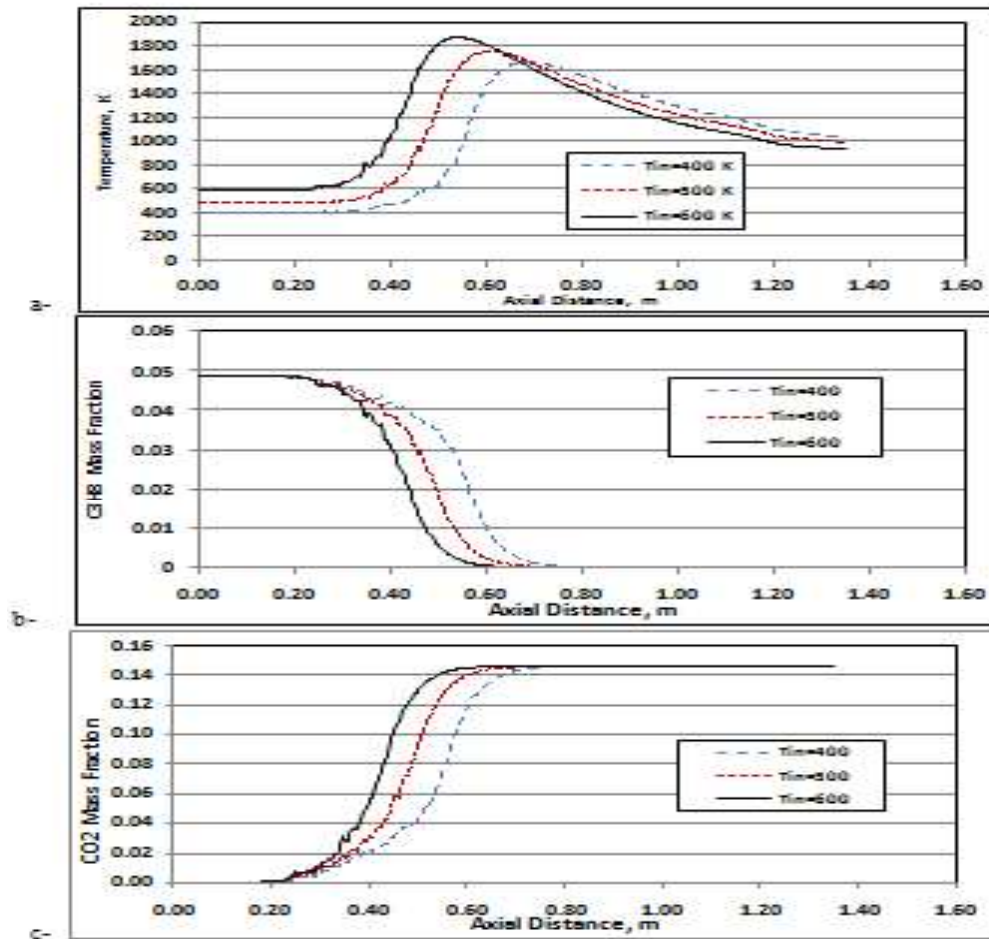 2000
1800
1600
1400
1200
1000
800
600
400
200
0
Temperature, K
Tin=400 K
Tin=500 K
Tin=600 K
0.00 0.20 0.40 0.60 0.80 1.00 1.20 1.40 1.60
Axial Distance, m
a-
0.06
0.05
0.04
0.03
0.02
0.01
0
C3H8 Mass Fraction
Tin=400
Tin=500
Tin=600
0.00 0.20 0.40 0.60 0.80 1.00 1.20 1.40 1.60
Axial Distance, m
b-
0.16
0.14
0.12
0.10
0.08
0.06
0.04
0.02
0.00
CO2 Mass Fraction
Tin=400
Tin=500
Tin=600
0.00 0.20 0.40 0.60 0.80 1.00 1.20 1.40 1.60
Axial Distance, m
c-